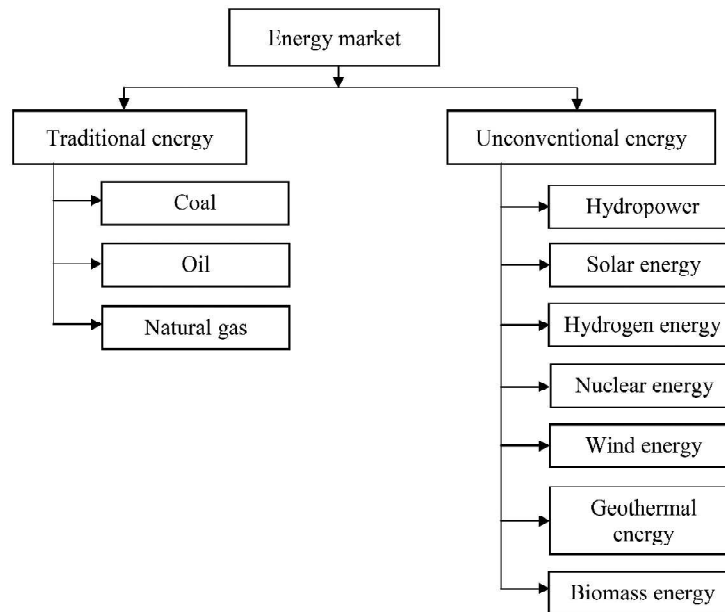 Energy market
Traditional energy
Unconventional energy
Coal
Oil
Natural gas
Hydropower
Solar energy
Hydrogen energy
Nuclear energy
Wind energy
Geothermal
energy
Biomass energy